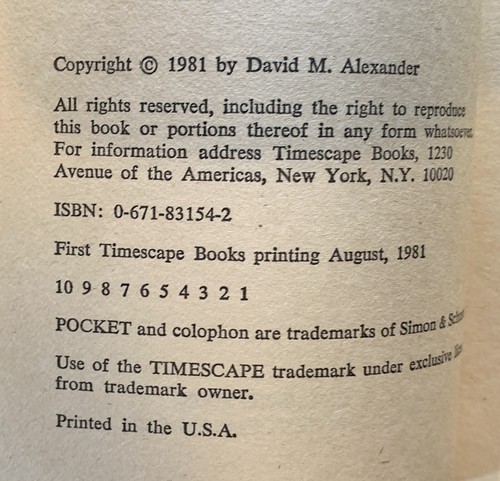 Copyright © 1981 by David M. Alexander
All rights reserved, including the right to reproduce
this book or portions thereof in any form whatsoever.
For information address Timescape Books, 1230
Avenue of the Americas, New York, N.Y. 10020
ISBN: 0-671-83154-2
First Timescape Books printing August, 1981
10 9 8 7 6 5 4 3 2 1
POCKET and colophon are trademarks of Simon &
Use of the TIMESCAPE trademark under exclusive
from trademark owner.
Printed in the U.S.A.